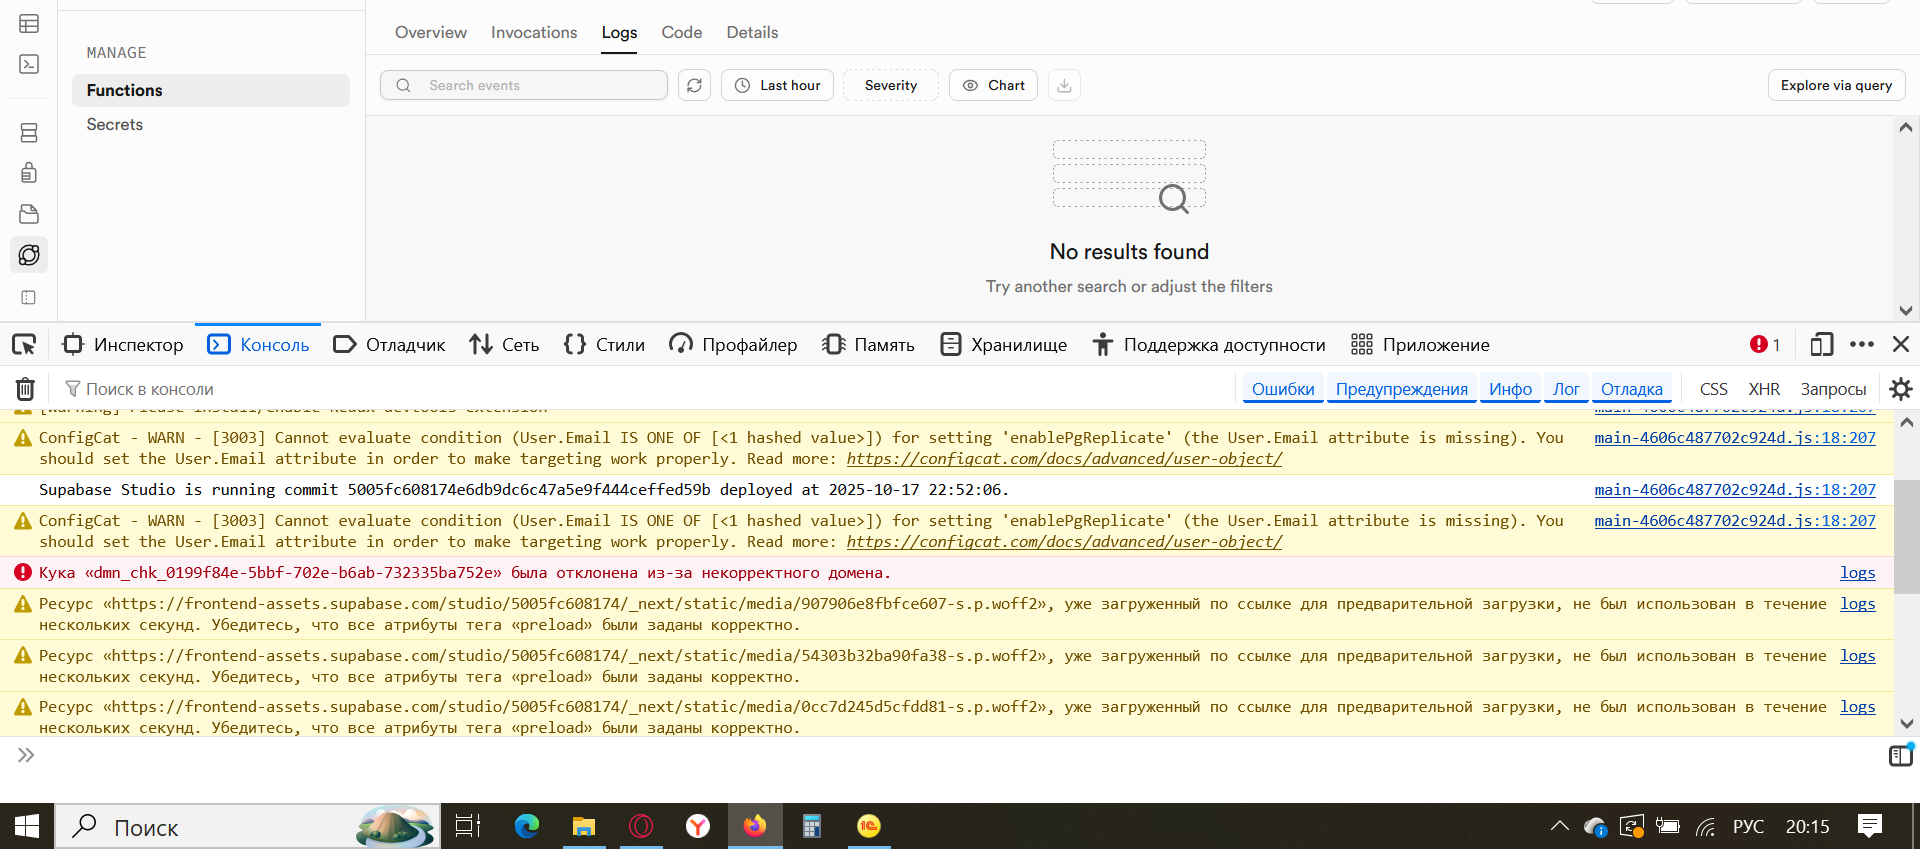 MANAGE
Functions
Secrets
Overview Invocations Logs Code Details
Search events Last hour Severity Chart Explore via query
No results found
Try another search or adjust the filters
Инспектор Консоль Отладчик Сеть Стили Профайлер Память Хранилище Поддержка доступности Приложение 1
Поиск в консоли Ошибки Предупреждения Инфо Лог Отладка CSS XHR Запросы
[Warning] Please install/enable Redux devtools extension main-4606c487702c924d.js:18:207
ConfigCat - WARN - [3003] Cannot evaluate condition (User.Email IS ONE OF [<1 hashed value>]) for setting 'enablePgReplicate' (the User.Email attribute is missing). You main-4606c487702c924d.js:18:207
should set the User.Email attribute in order to make targeting work properly. Read more: https://configcat.com/docs/advanced/user-object/
Supabase Studio is running commit 5005fc608174e6db9dc6c47a5e9f444ceffed59b deployed at 2025-10-17 22:52:06. main-4606c487702c924d.js:18:207
ConfigCat - WARN - [3003] Cannot evaluate condition (User.Email IS ONE OF [<1 hashed value>]) for setting 'enablePgReplicate' (the User.Email attribute is missing). You main-4606c487702c924d.js:18:207
should set the User.Email attribute in order to make targeting work properly. Read more: https://configcat.com/docs/advanced/user-object/
Кука «dmn_chk_0199f84e-5bbf-702e-b6ab-732335ba752e» была отклонена из-за некорректного домена. logs
Ресурс «https://frontend-assets.supabase.com/studio/5005fc608174/_next/static/media/907906e8fbfce607-s.p.woff2», уже загруженный по ссылке для предварительной загрузки, не был использован в течение logs
нескольких секунд. Убедитесь, что все атрибуты тега «preload» были заданы корректно.
Ресурс «https://frontend-assets.supabase.com/studio/5005fc608174/_next/static/media/54303b32ba90fa38-s.p.woff2», уже загруженный по ссылке для предварительной загрузки, не был использован в течение logs
нескольких секунд. Убедитесь, что все атрибуты тега «preload» были заданы корректно.
Ресурс «https://frontend-assets.supabase.com/studio/5005fc608174/_next/static/media/0cc7d245d5cfdd81-s.p.woff2», уже загруженный по ссылке для предварительной загрузки, не был использован в течение logs
нескольких секунд. Убедитесь, что все атрибуты тега «preload» были заданы корректно.
Поиск РУС 20:15